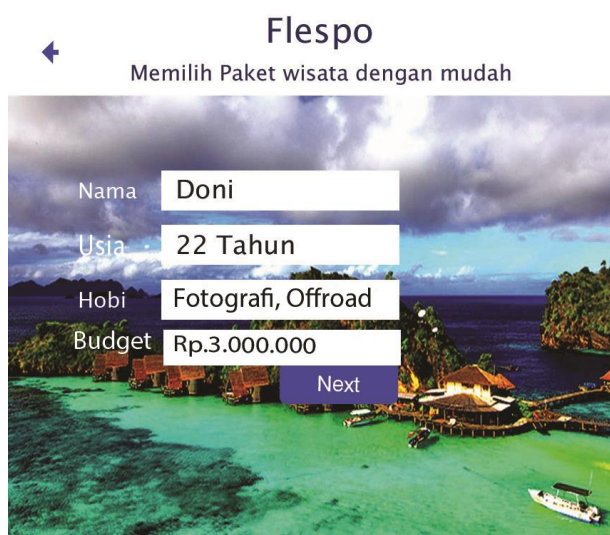 Flespo
Memilih Paket wisata dengan mudah
Nama Doni
Usia 22 Tahun
Hobi Fotografi, Offroad
Budget Rp.3.000.000
Next